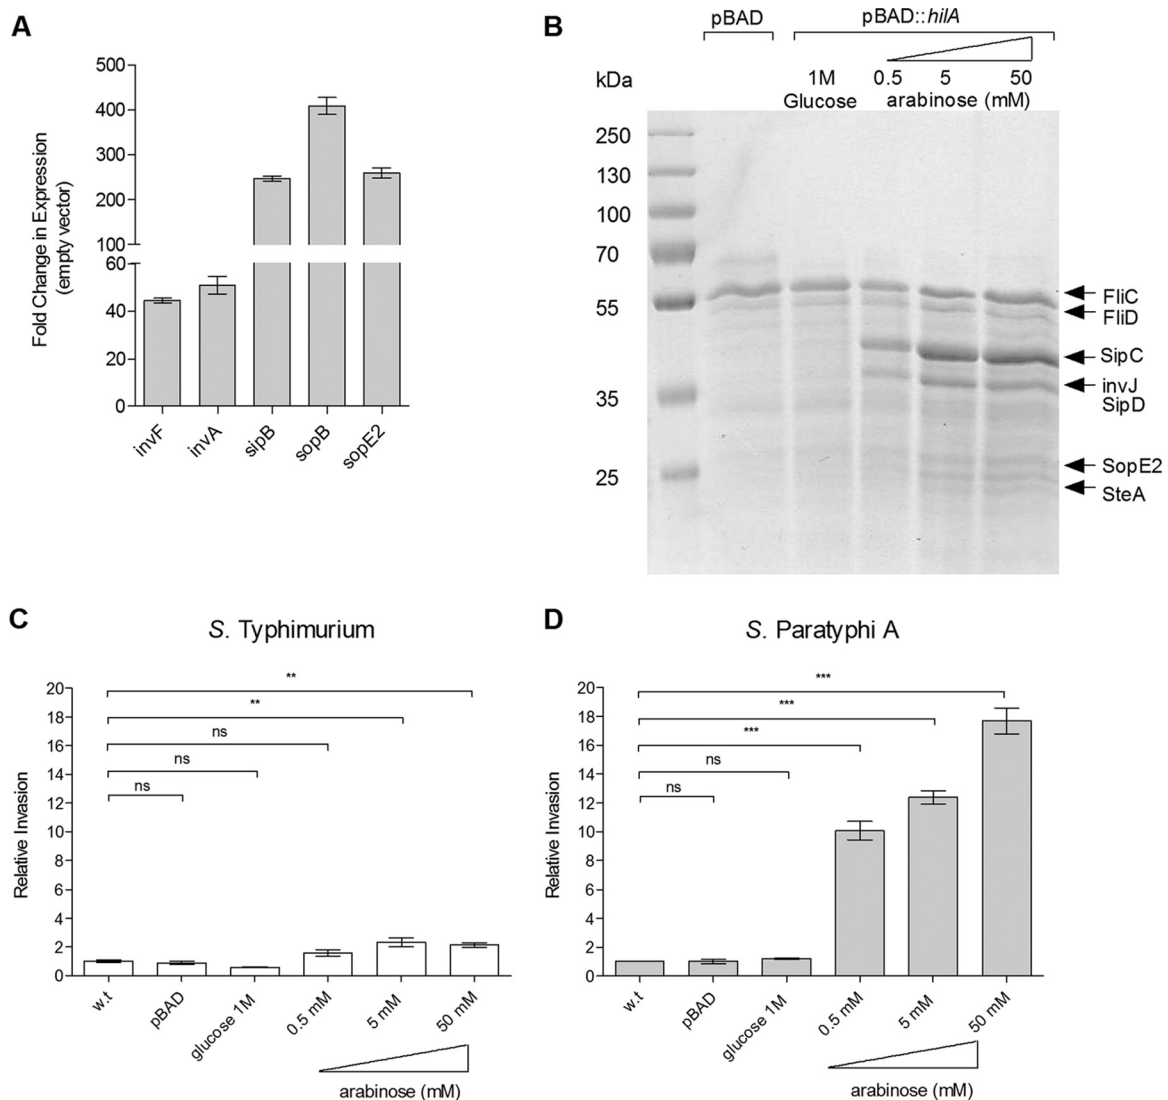 A
Fold Change in Expression
(empty vector)
500
400
300
200
100
60
40
20
0
invF
invA
sipB
sopB
sopE2
B
pBAD
pBAD::hilA
kDa
1M
Glucose
0.5
5
50
arabinose (mM)
250
130
100
70
55
35
25
FliC
FliD
SipC
invJ
SipD
SopE2
SteA
C
S. Typhimurium
Relative Invasion
20
18
16
14
12
10
8
6
4
2
0
**
**
ns
ns
ns
w.t
pBAD
glucose 1M
0.5 mM
5 mM
50 mM
arabinose (mM)
D
S. Paratyphi A
Relative Invasion
20
18
16
14
12
10
8
6
4
2
0
***
***
***
ns
ns
w.t
pBAD
glucose 1M
0.5 mM
5 mM
50 mM
arabinose (mM)